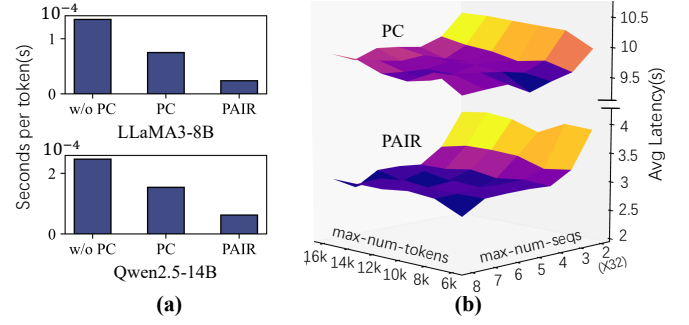 10⁻⁴
1
0
w/o PC PC PAIR
LLaMA3-8B
10⁻⁴
2
0
w/o PC PC PAIR
Qwen2.5-14B
Seconds per token(s)
(a)
PC
PAIR
10.5
10.0
9.5
4
3.5
3
2.5
2
Avg Latency(s)
max-num-tokens
16k 14k 12k 10k 8k 6k
max-num-seqs
8 7 6 5 4 3 2
(X32)
(b)